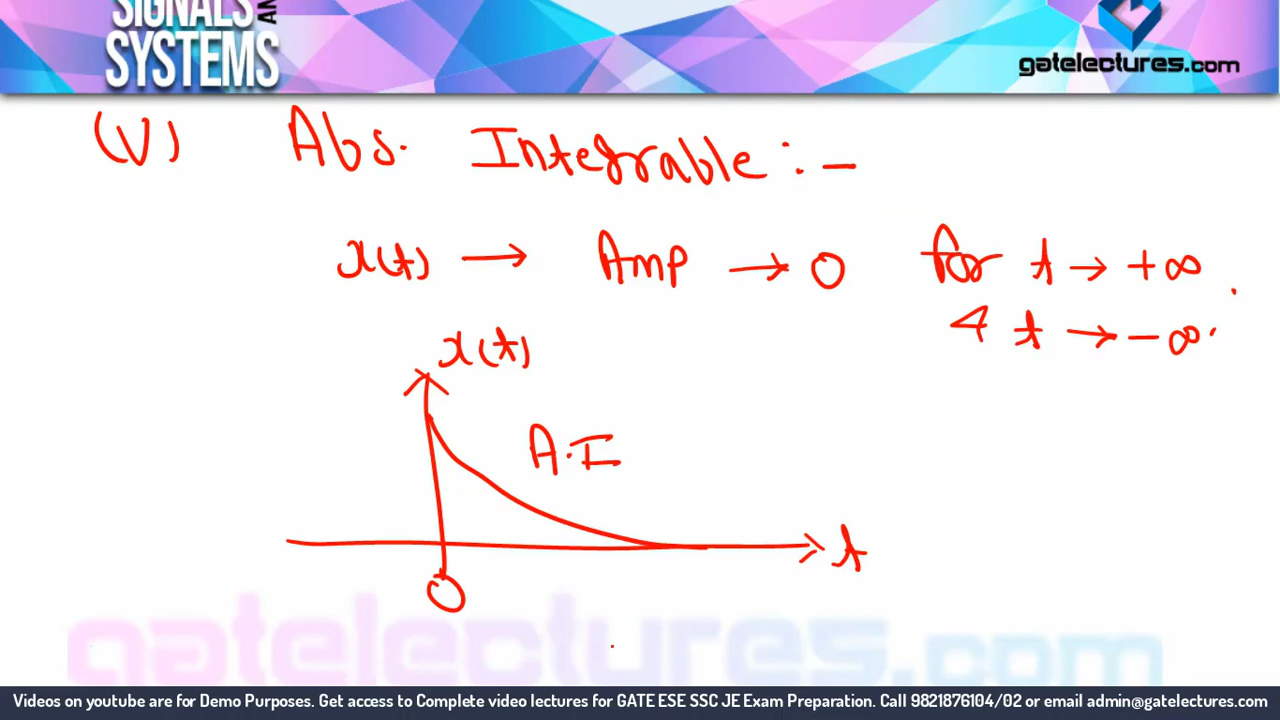 SIGNALS AND
SYSTEMS
gatelectures.com
(V) Abs. Integrable :-
x(t) → Amp → 0 for t → +∞
& t → -∞
x(t)
A.I
t
0
gatelectures.com
Videos on youtube are for Demo Purposes. Get access to Complete video lectures for GATE ESE SSC JE Exam Preparation. Call 9821876104/02 or email admin@gatelectures.com